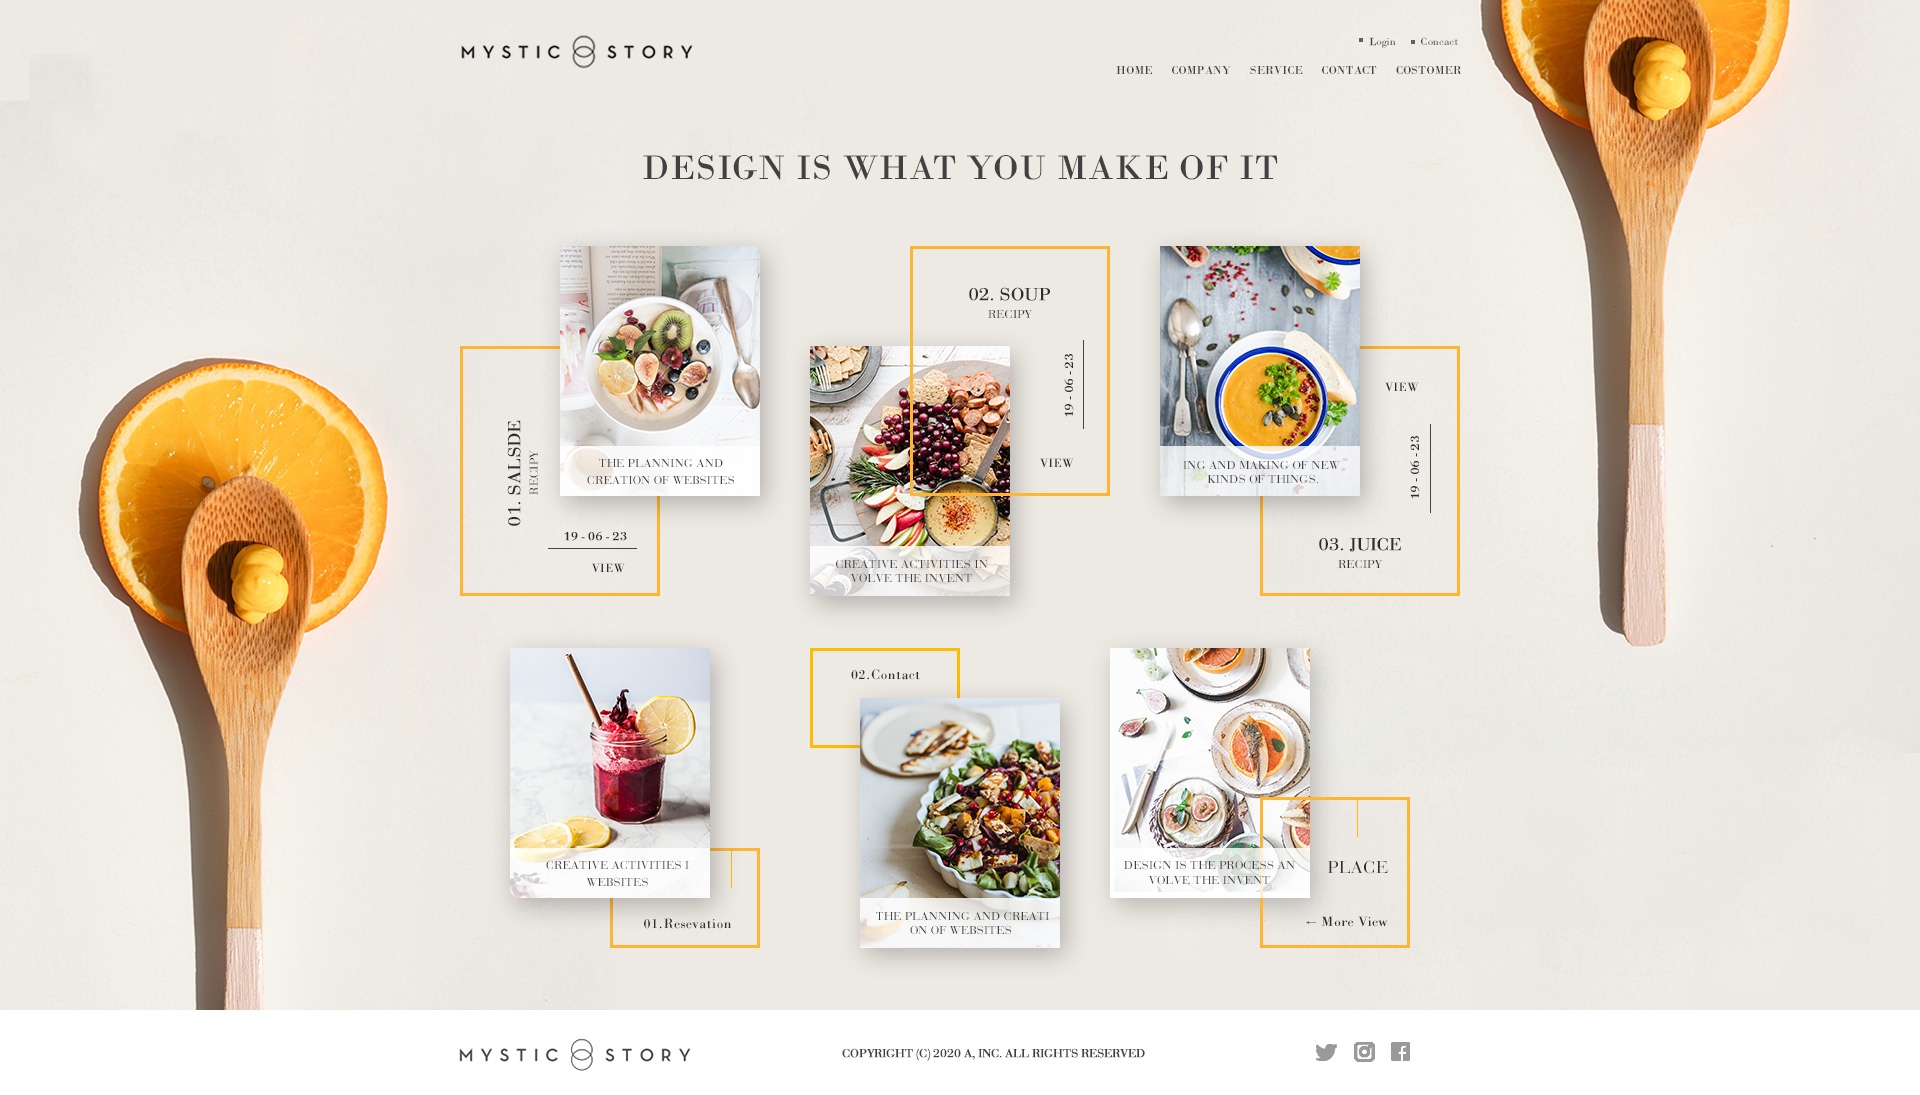 MYSTIC STORY
Login
Concact
HOME COMPANY SERVICE CONTACT COSTOMER
DESIGN IS WHAT YOU MAKE OF IT
01. SALSDE
RECIPY
19 - 06 - 23
VIEW
THE PLANNING AND
CREATION OF WEBSITES
02. SOUP
RECIPY
19 - 06 - 23
VIEW
CREATIVE ACTIVITIES IN
VOLVE THE INVENT
ING AND MAKING OF NEW
KINDS OF THINGS.
VIEW
19 - 06 - 23
03. JUICE
RECIPY
CREATIVE ACTIVITIES I
WEBSITES
01.Resevation
02.Contact
THE PLANNING AND CREATI
ON OF WEBSITES
DESIGN IS THE PROCESS AN
VOLVE THE INVENT
PLACE
← More View
MYSTIC STORY
COPYRIGHT (C) 2020 A, INC. ALL RIGHTS RESERVED